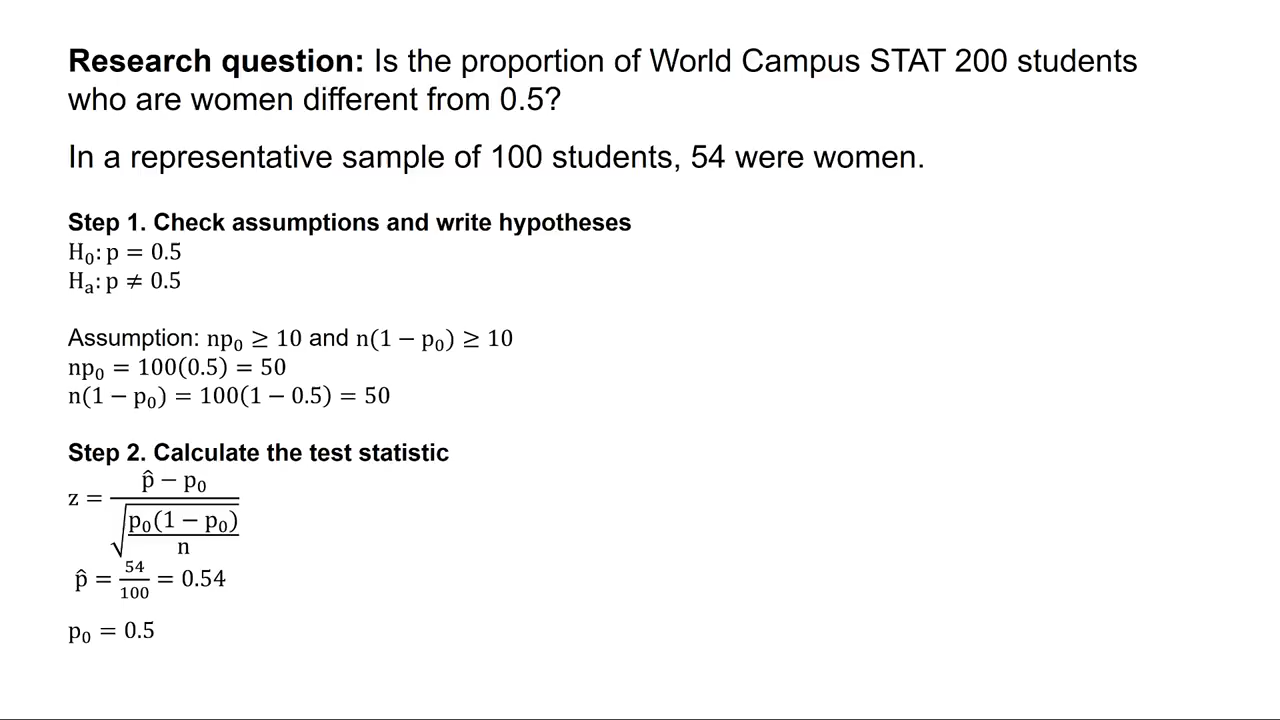 Research question: Is the proportion of World Campus STAT 200 students
who are women different from 0.5?
In a representative sample of 100 students, 54 were women.
Step 1. Check assumptions and write hypotheses
H₀: p = 0.5
Hₐ: p ≠ 0.5
Assumption: np₀ ≥ 10 and n(1 − p₀) ≥ 10
np₀ = 100(0.5) = 50
n(1 − p₀) = 100(1 − 0.5) = 50
Step 2. Calculate the test statistic
z = (p̂ − p₀) / √(p₀(1 − p₀) / n)
p̂ = 54/100 = 0.54
p₀ = 0.5